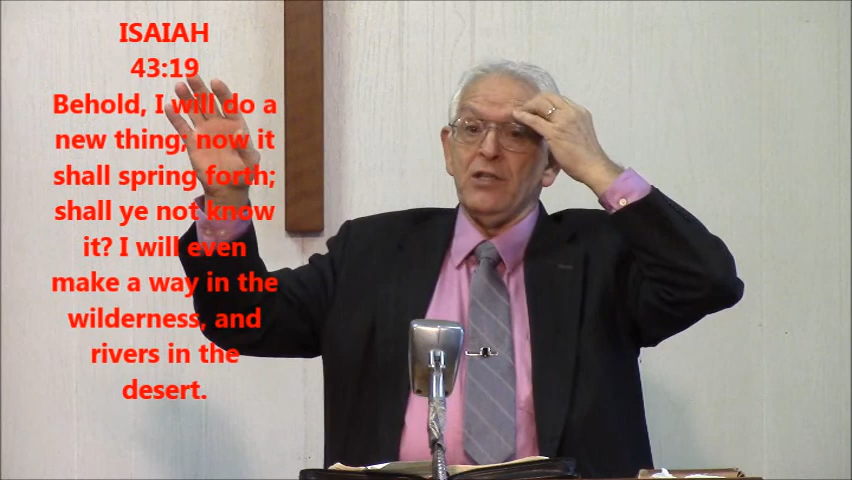 ISAIAH
43:19
Behold, I will do a
new thing; now it
shall spring forth;
shall ye not know
it? I will even
make a way in the
wilderness, and
rivers in the
desert.